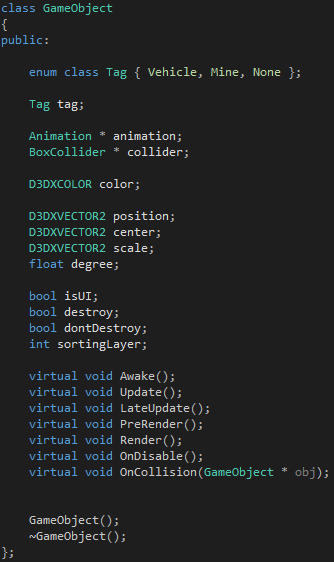 class GameObject
{
public:
enum class Tag { Vehicle, Mine, None };
Tag tag;
Animation * animation;
BoxCollider * collider;
D3DXCOLOR color;
D3DXVECTOR2 position;
D3DXVECTOR2 center;
D3DXVECTOR2 scale;
float degree;
bool isUI;
bool destroy;
bool dontDestroy;
int sortingLayer;
virtual void Awake();
virtual void Update();
virtual void LateUpdate();
virtual void PreRender();
virtual void Render();
virtual void OnDisable();
virtual void OnCollision(GameObject * obj);
GameObject();
~GameObject();
};